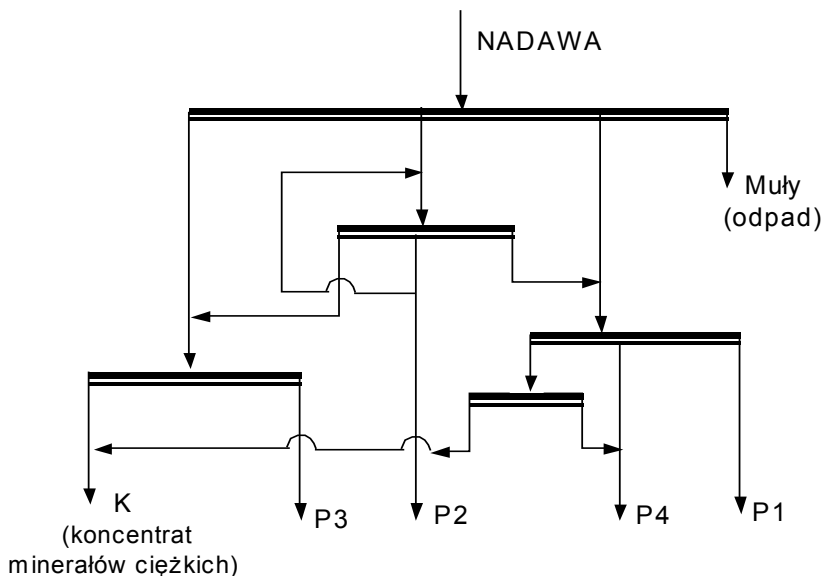 NADAWA
Muły
(odpad)
K
(koncentrat
minerałów ciężkich)
P3
P2
P4
P1